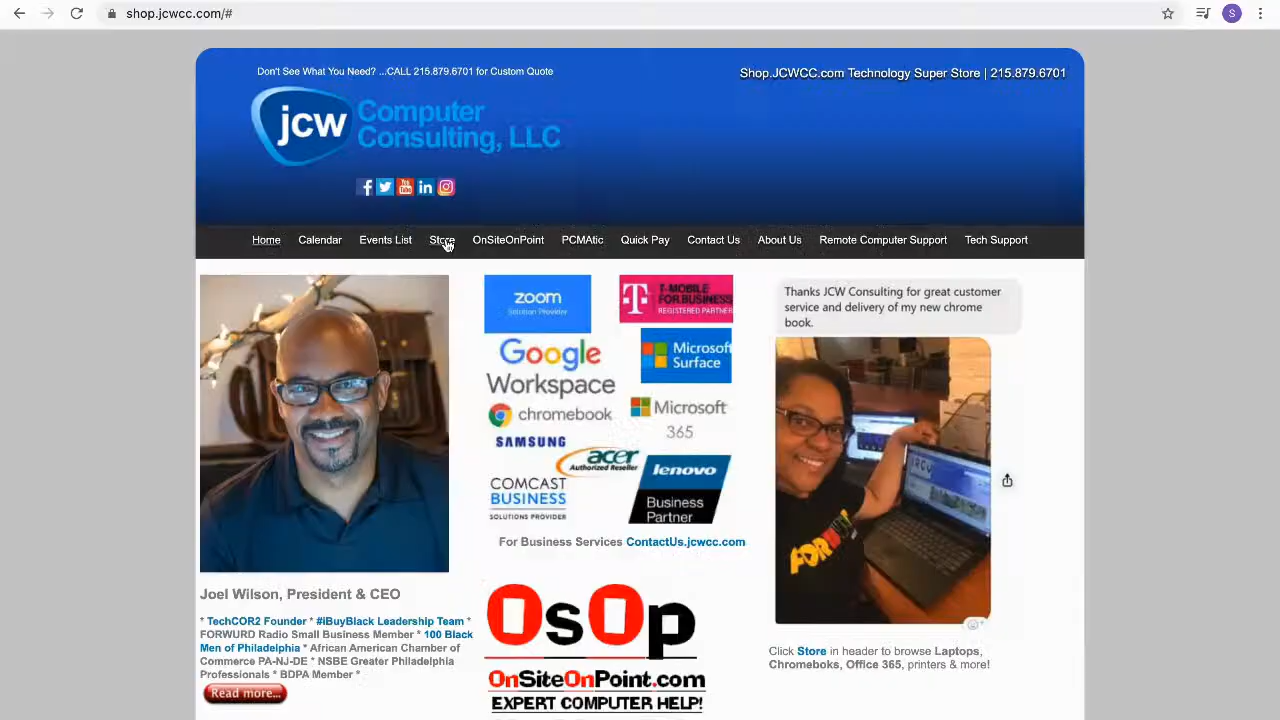 shop.jcwcc.com/#
S
Don't See What You Need? ...CALL 215.879.6701 for Custom Quote
Shop.JCWCC.com Technology Super Store | 215.879.6701
jcw Computer
Consulting, LLC
f You Tube in
Home Calendar Events List Store OnSiteOnPoint PCMAtic Quick Pay Contact Us About Us Remote Computer Support Tech Support
zoom
Solution Provider
T-MOBILE
FOR BUSINESS
REGISTERED PARTNER
Google
Workspace
Microsoft
Surface
chromebook
Microsoft
365
SAMSUNG
acer
Authorized Reseller
COMCAST
BUSINESS
SOLUTIONS PROVIDER
lenovo
Business
Partner
For Business Services ContactUs.jcwcc.com
OsOp
OnSiteOnPoint.com
EXPERT COMPUTER HELP!
Thanks JCW Consulting for great customer
service and delivery of my new chrome
book.
Click Store in header to browse Laptops,
Chromeboks, Office 365, printers & more!
Joel Wilson, President & CEO
* TechCOR2 Founder * #iBuyBlack Leadership Team *
FORWURD Radio Small Business Member * 100 Black
Men of Philadelphia * African American Chamber of
Commerce PA-NJ-DE * NSBE Greater Philadelphia
Professionals * BDPA Member *
Read more...